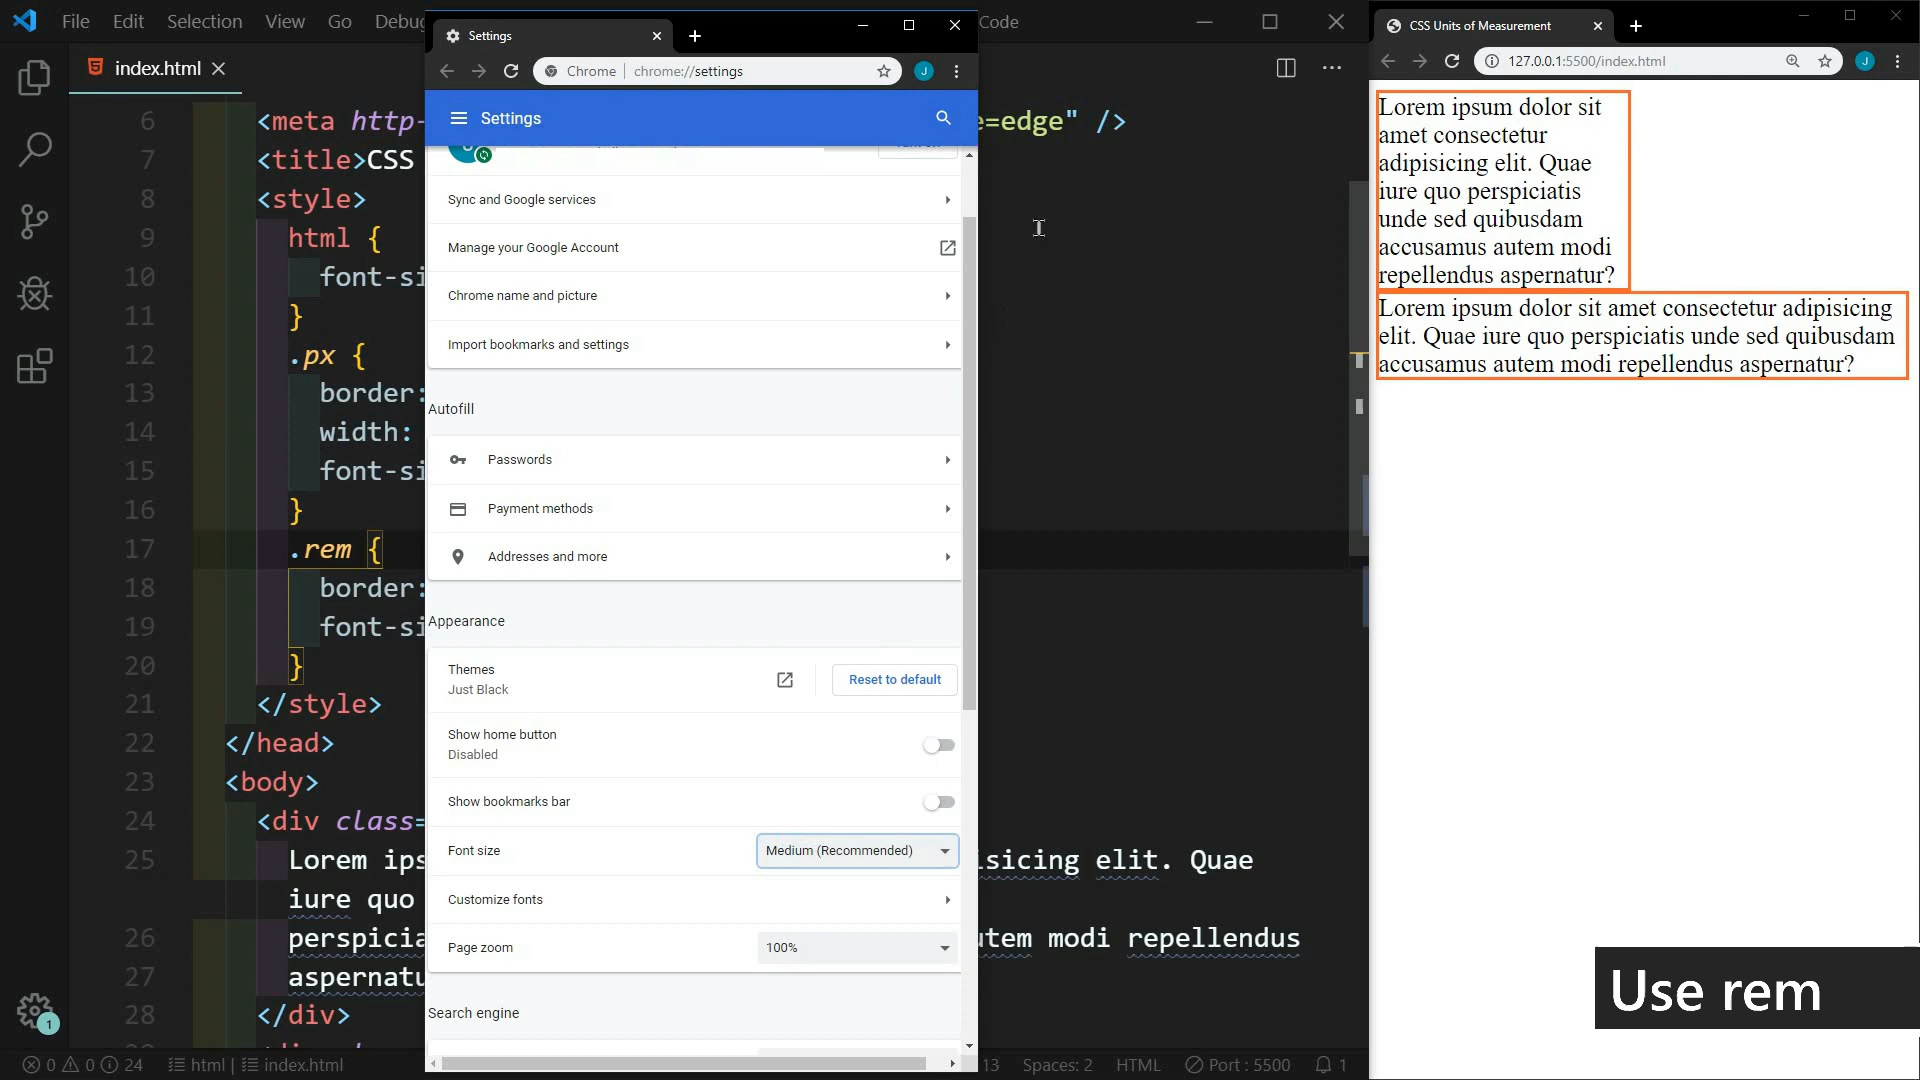 File Edit Selection View Go Debug
Code
index.html
6 <meta http-
e=edge" />
7 <title>CSS
8 <style>
9 html {
10 font-si
11 }
12 .px {
13 border:
14 width:
15 font-si
16 }
17 .rem {
18 border:
19 font-si
20 }
21 </style>
22 </head>
23 <body>
24 <div class=
25 Lorem ips
isicing elit. Quae
iure quo
26 perspicia
utem modi repellendus
27 aspernatu
28 </div>
0 0 24 html | index.html
13 Spaces: 2 HTML Port : 5500 1
1
Settings
Chrome | chrome://settings
J
Settings
Sync and Google services
Manage your Google Account
Chrome name and picture
Import bookmarks and settings
Autofill
Passwords
Payment methods
Addresses and more
Appearance
Themes
Just Black
Reset to default
Show home button
Disabled
Show bookmarks bar
Font size
Medium (Recommended)
Customize fonts
Page zoom
100%
Search engine
CSS Units of Measurement
127.0.0.1:5500/index.html
J
Lorem ipsum dolor sit
amet consectetur
adipisicing elit. Quae
iure quo perspiciatis
unde sed quibusdam
accusamus autem modi
repellendus aspernatur?
Lorem ipsum dolor sit amet consectetur adipisicing
elit. Quae iure quo perspiciatis unde sed quibusdam
accusamus autem modi repellendus aspernatur?
Use rem